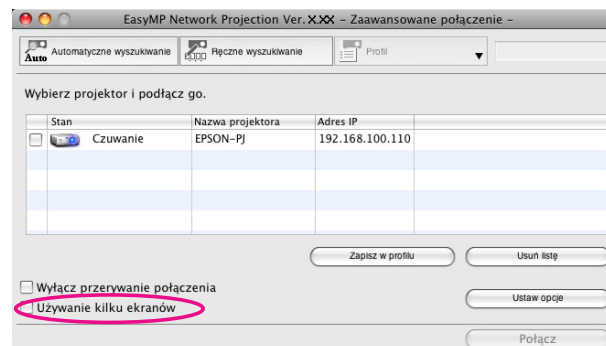 EasyMP Network Projection Ver.X.XX – Zaawansowane połączenie –
Auto Automatyczne wyszukiwanie Ręczne wyszukiwanie Profil
Wybierz projektor i podłącz go.
Stan Nazwa projektora Adres IP
Czuwanie EPSON-PJ 192.168.100.110
Zapisz w profilu Usuń listę
Wyłącz przerywanie połączenia
Używanie kilku ekranów
Ustaw opcje
Połącz